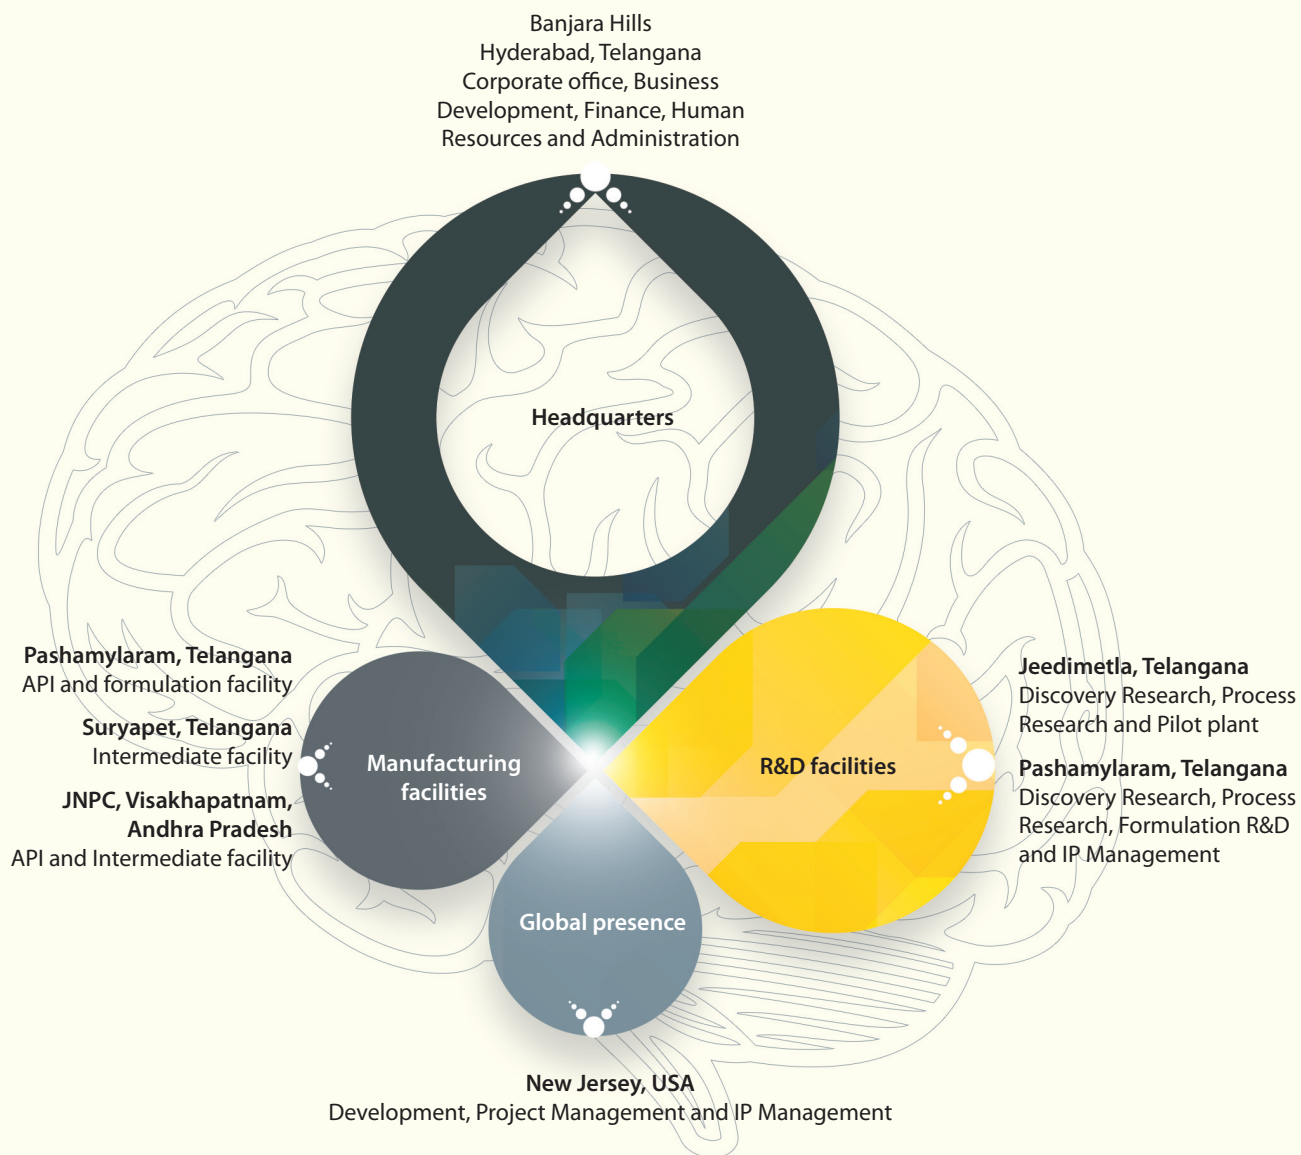 Banjara Hills
Hyderabad, Telangana
Corporate office, Business
Development, Finance, Human
Resources and Administration
Headquarters
Pashamylaram, Telangana
API and formulation facility
Suryapet, Telangana
Intermediate facility
JNPC, Visakhapatnam,
Andhra Pradesh
API and Intermediate facility
Manufacturing
facilities
R&D facilities
Jeedimetla, Telangana
Discovery Research, Process
Research and Pilot plant
Pashamylaram, Telangana
Discovery Research, Process
Research, Formulation R&D
and IP Management
Global presence
New Jersey, USA
Development, Project Management and IP Management